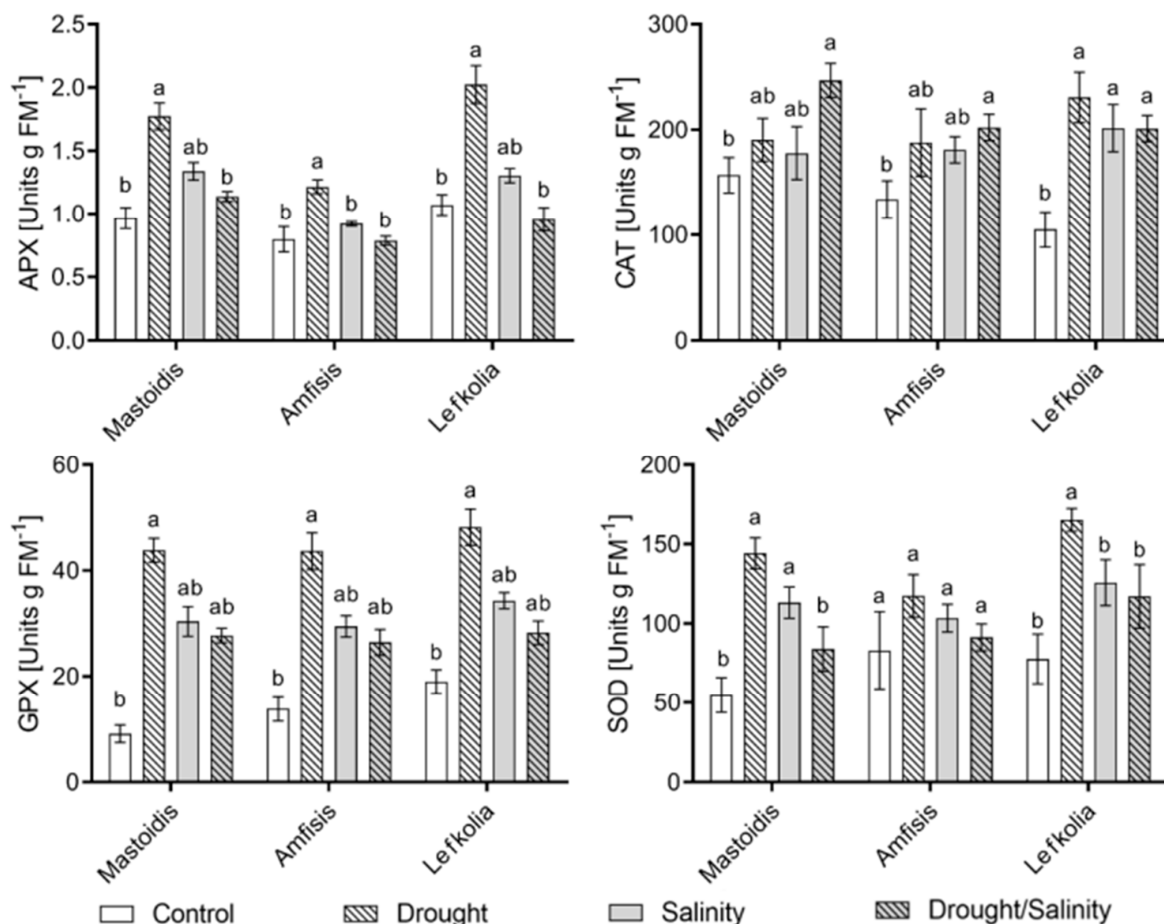 APX [Units g FM⁻¹]
2.5
2.0
1.5
1.0
0.5
0.0
b a ab b
b a b b
b a ab b
Mastoidis
Amfisis
Lefkolia
CAT [Units g FM⁻¹]
300
200
100
0
b ab ab a
b ab ab a
b a a a
Mastoidis
Amfisis
Lefkolia
GPX [Units g FM⁻¹]
60
40
20
0
b a ab ab
b a ab ab
b a ab ab
Mastoidis
Amfisis
Lefkolia
SOD [Units g FM⁻¹]
200
150
100
50
0
b a a b
a a a a
b a b b
Mastoidis
Amfisis
Lefkolia
Control Drought Salinity Drought/Salinity